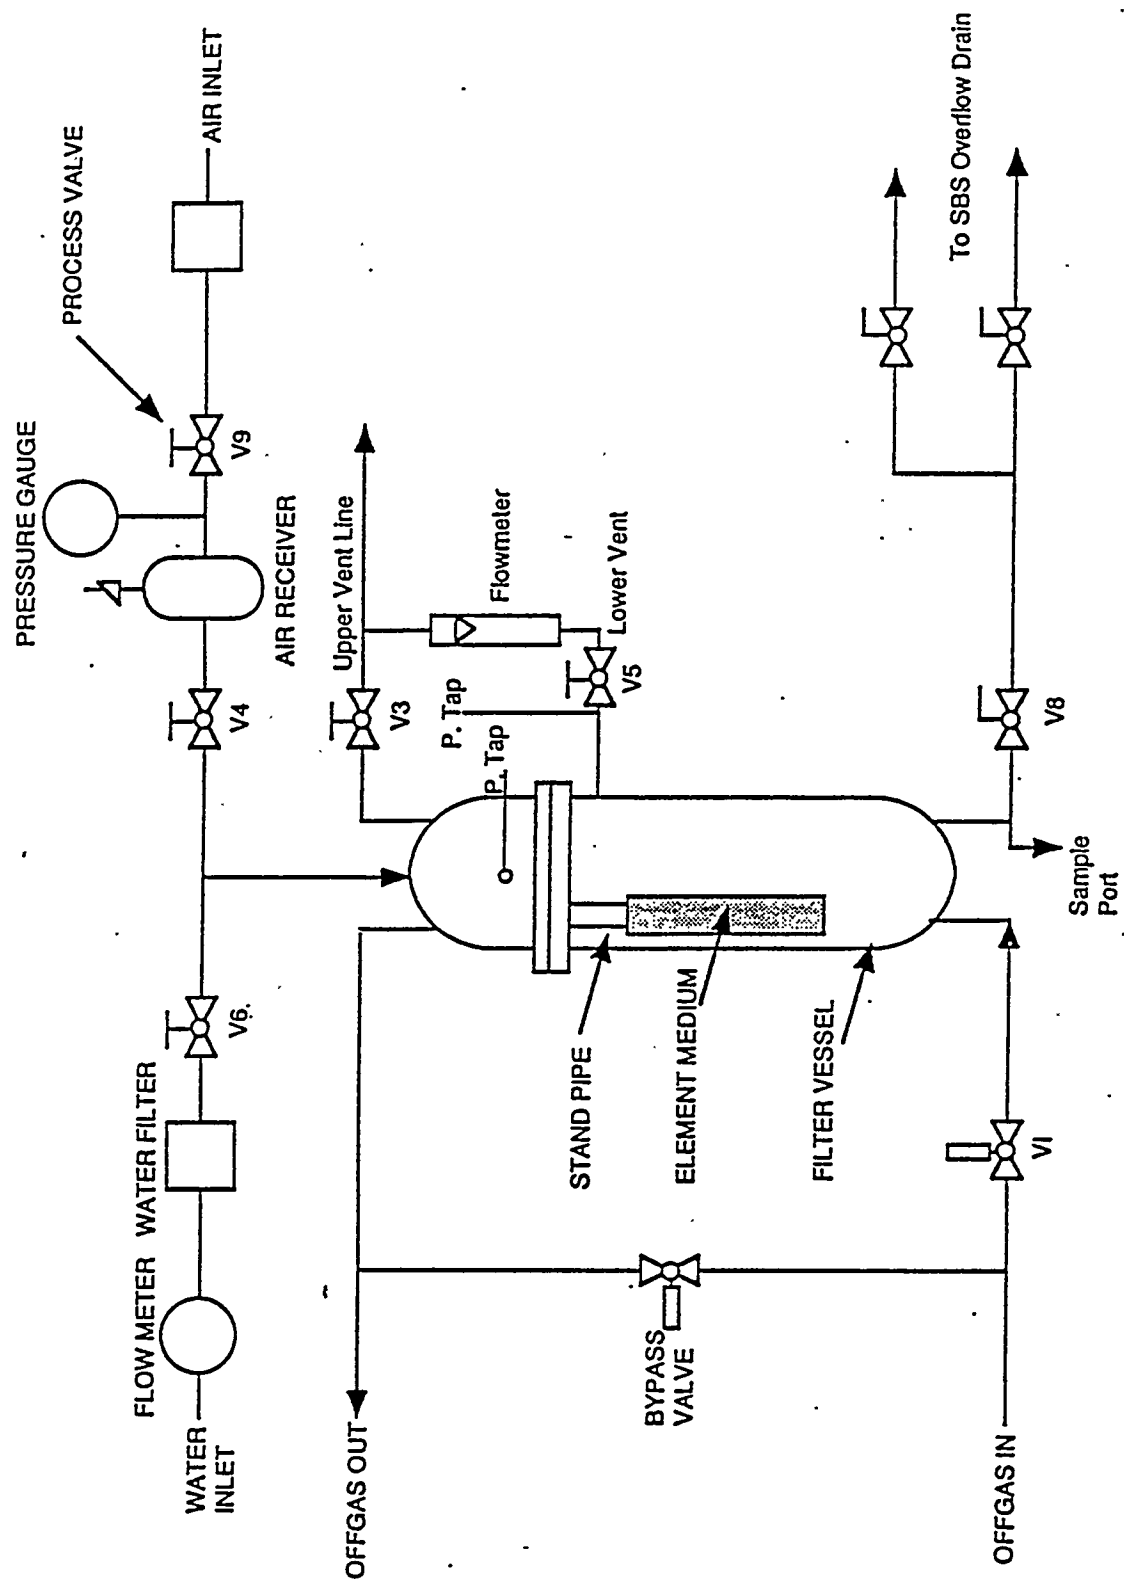 PRESSURE GAUGE
PROCESS VALVE
AIR INLET
FLOW METER
WATER FILTER
WATER
INLET
V6
V4
V9
AIR RECEIVER
OFFGAS OUT
V3
Upper Vent Line
P. Tap
P. Tap
Flowmeter
V5
Lower Vent
STAND PIPE
ELEMENT MEDIUM
FILTER VESSEL
BYPASS
VALVE
OFFGAS IN
V1
V8
Sample
Port
To SBS Overflow Drain